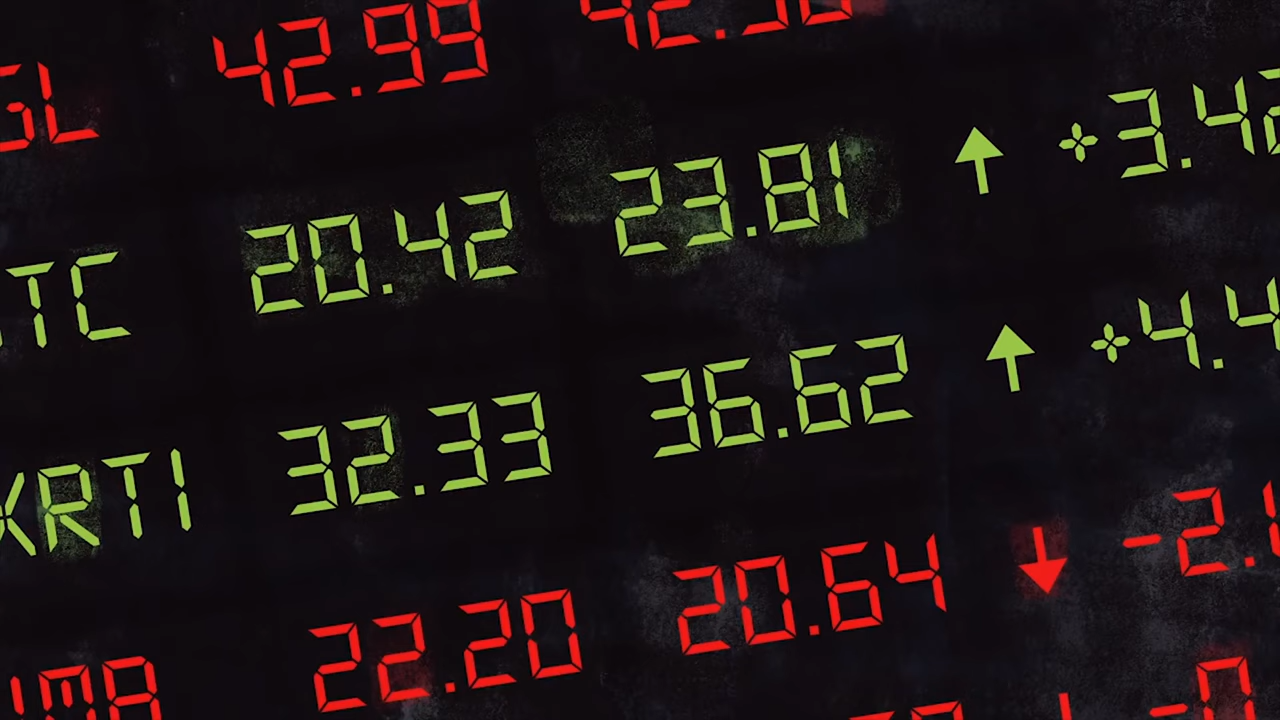 42.99
TC 20.42 23.81 ↑ +3.42
KRTI 32.33 36.62 ↑ +4.4
22.20 20.64 ↓ -2.